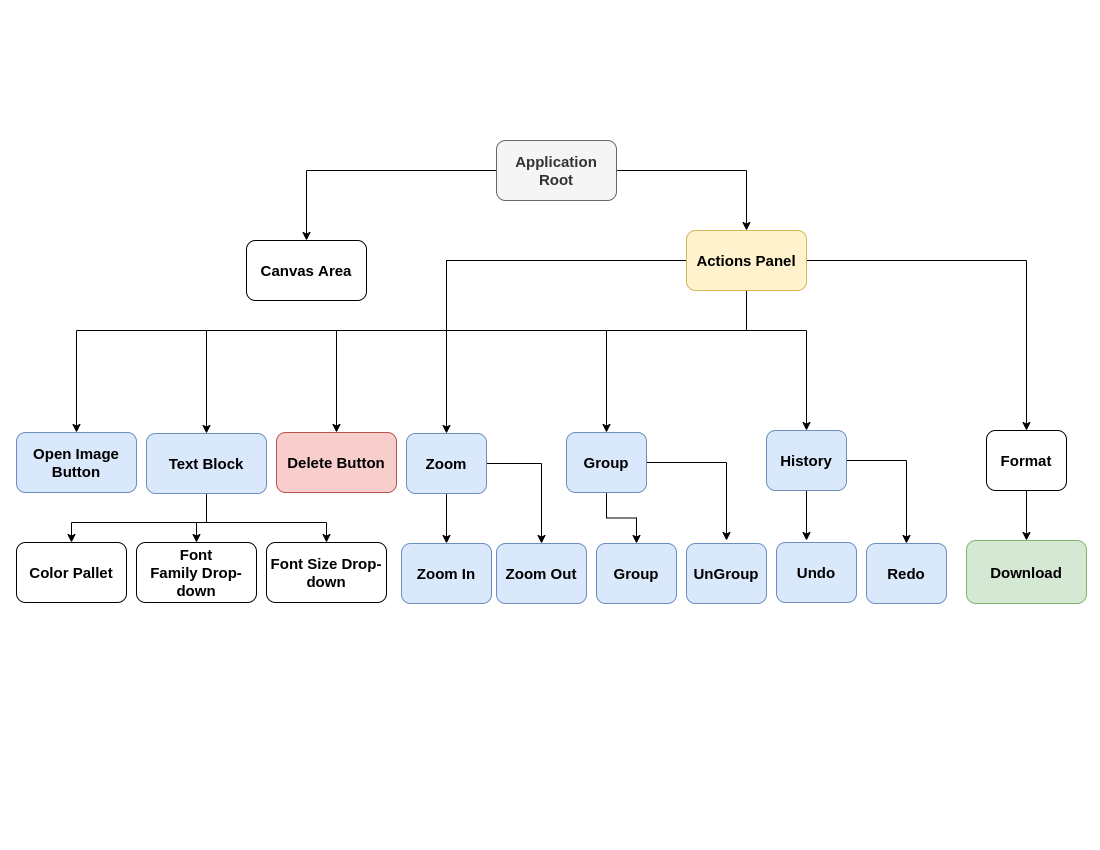 Application
Root
Canvas Area
Actions Panel
Open Image
Button
Text Block
Delete Button
Zoom
Group
History
Format
Color Pallet
Font
Family Drop-
down
Font Size Drop-
down
Zoom In
Zoom Out
Group
UnGroup
Undo
Redo
Download